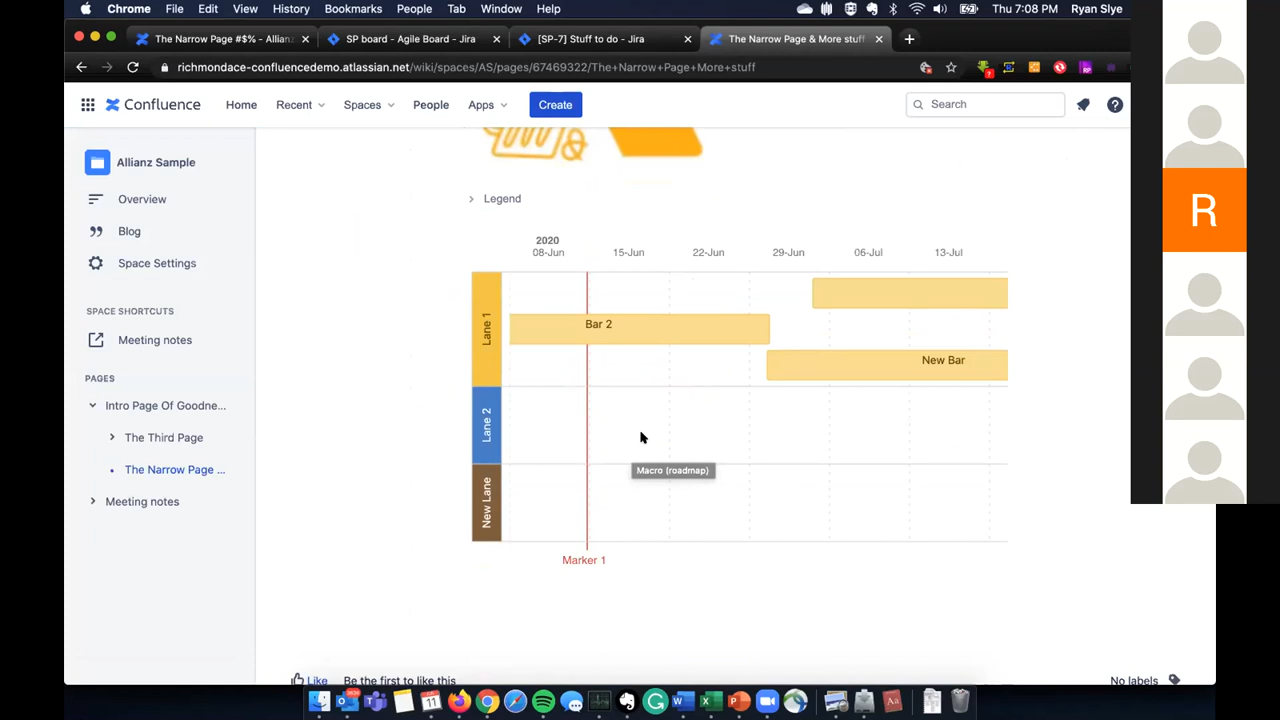 Chrome File Edit View History Bookmarks People Tab Window Help Thu 7:08 PM Ryan Slye
The Narrow Page #$% - Allianz
SP board - Agile Board - Jira
[SP-7] Stuff to do - Jira
The Narrow Page & More stuff
richmondace-confluencedemo.atlassian.net/wiki/spaces/AS/pages/67469322/The+Narrow+Page+More+stuff
Confluence Home Recent Spaces People Apps Create Search
Allianz Sample
Overview
Blog
Space Settings
SPACE SHORTCUTS
Meeting notes
PAGES
Intro Page Of Goodne...
The Third Page
The Narrow Page ...
Meeting notes
&
Legend
2020
08-Jun 15-Jun 22-Jun 29-Jun 06-Jul 13-Jul
Lane 1
Bar 2
New Bar
Lane 2
Macro (roadmap)
New Lane
Marker 1
Like Be the first to like this No labels
R